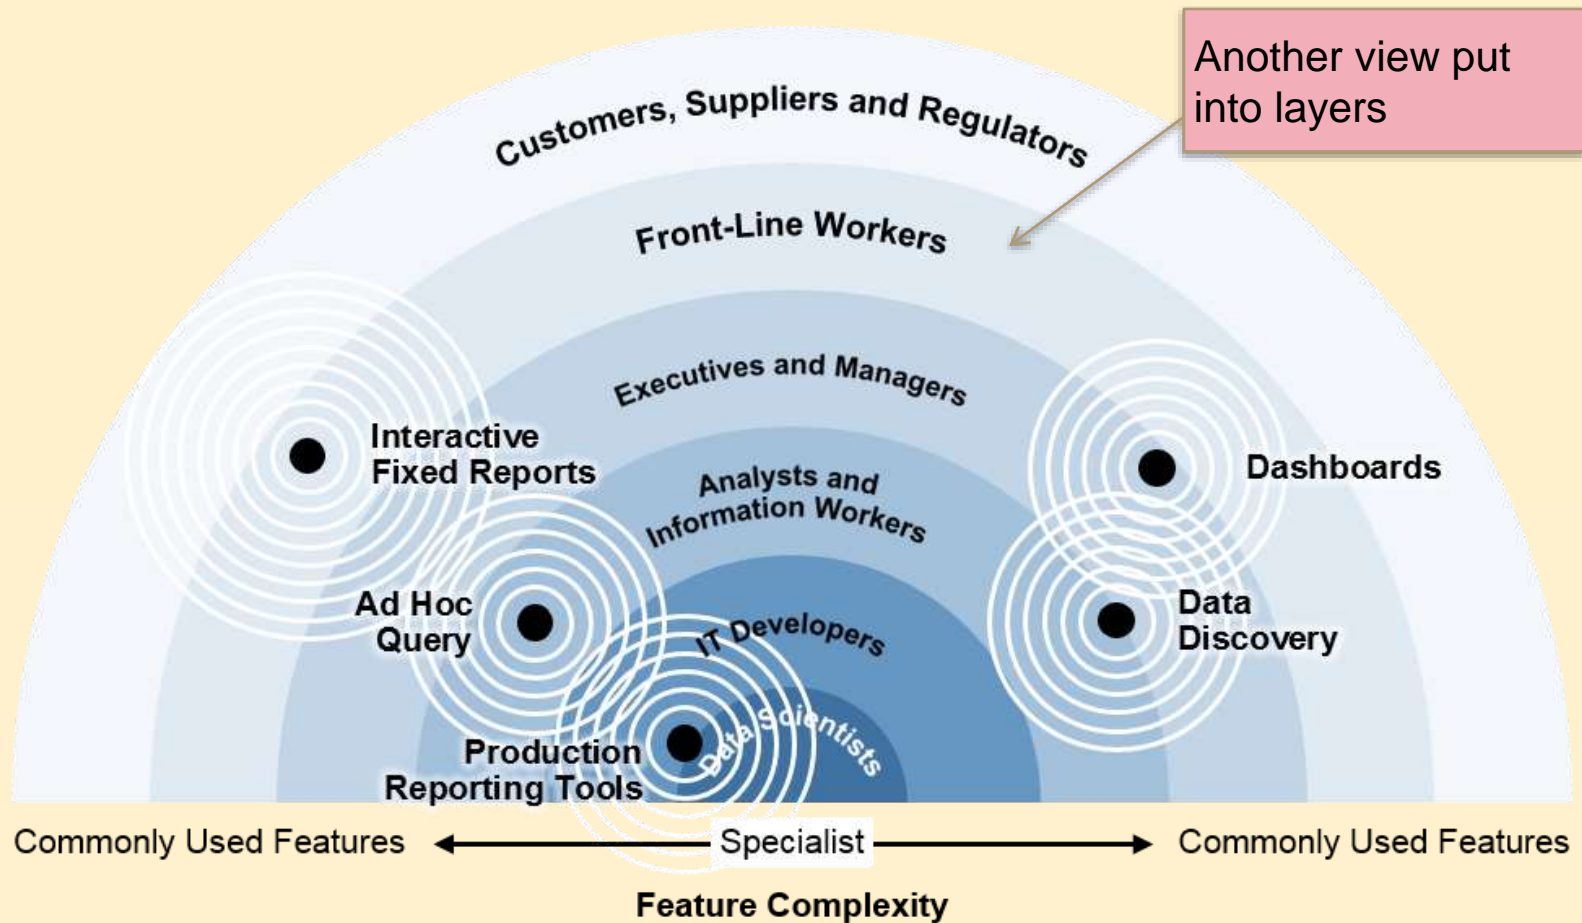 Another view put
into layers
Customers, Suppliers and Regulators
Front-Line Workers
Executives and Managers
Interactive
Fixed Reports
Analysts and
Information Workers
Dashboards
Ad Hoc
Query
IT Developers
Data
Discovery
Data Scientists
Production
Reporting Tools
Commonly Used Features
Specialist
Commonly Used Features
Feature Complexity